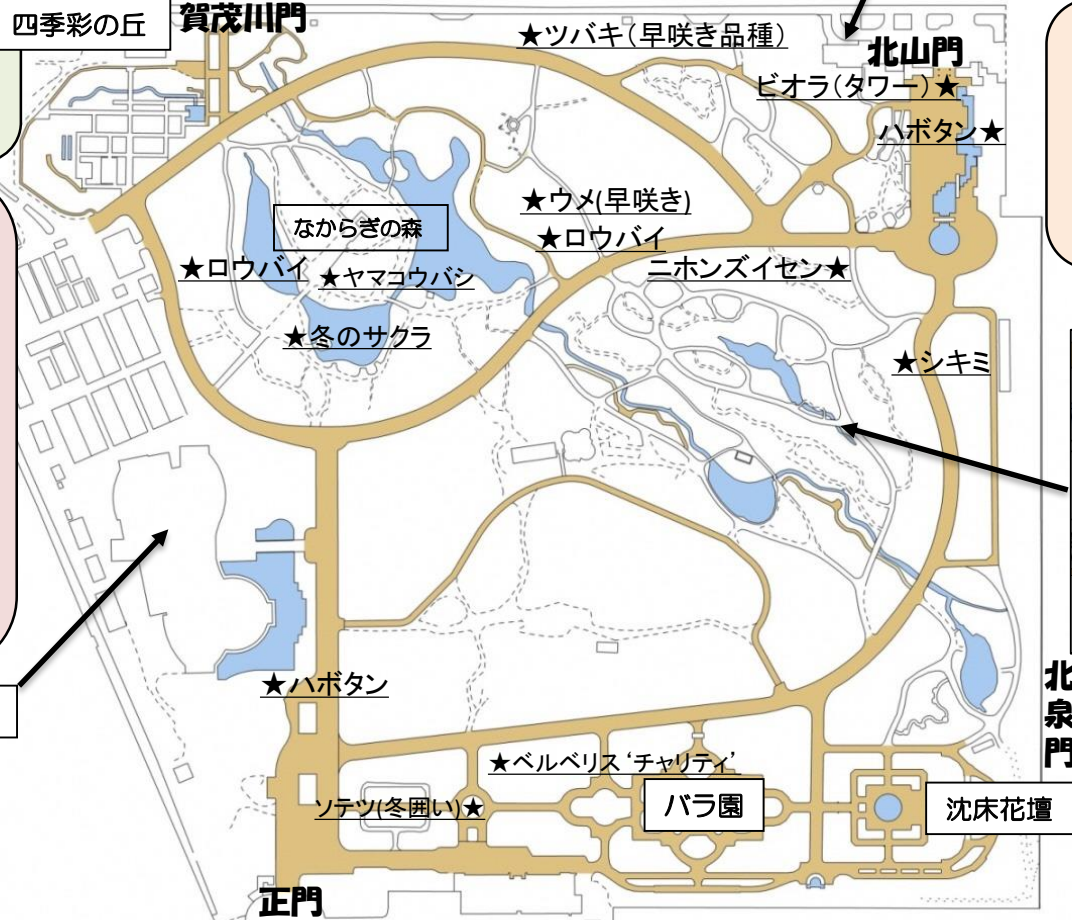 四季彩の丘
賀茂川門
★ツバキ(早咲き品種)
北山門
ビオラ(タワー)★
ハボタン★
★ウメ(早咲き)
なからぎの森
★ロウバイ
★ロウバイ
★ヤマコウバシ
ニホンズイセン★
★冬のサクラ
★シキミ
★ハボタン
北
泉
門
★ベルベリス‘チャリティ’
ソテツ(冬囲い)★
バラ園
沈床花壇
正門